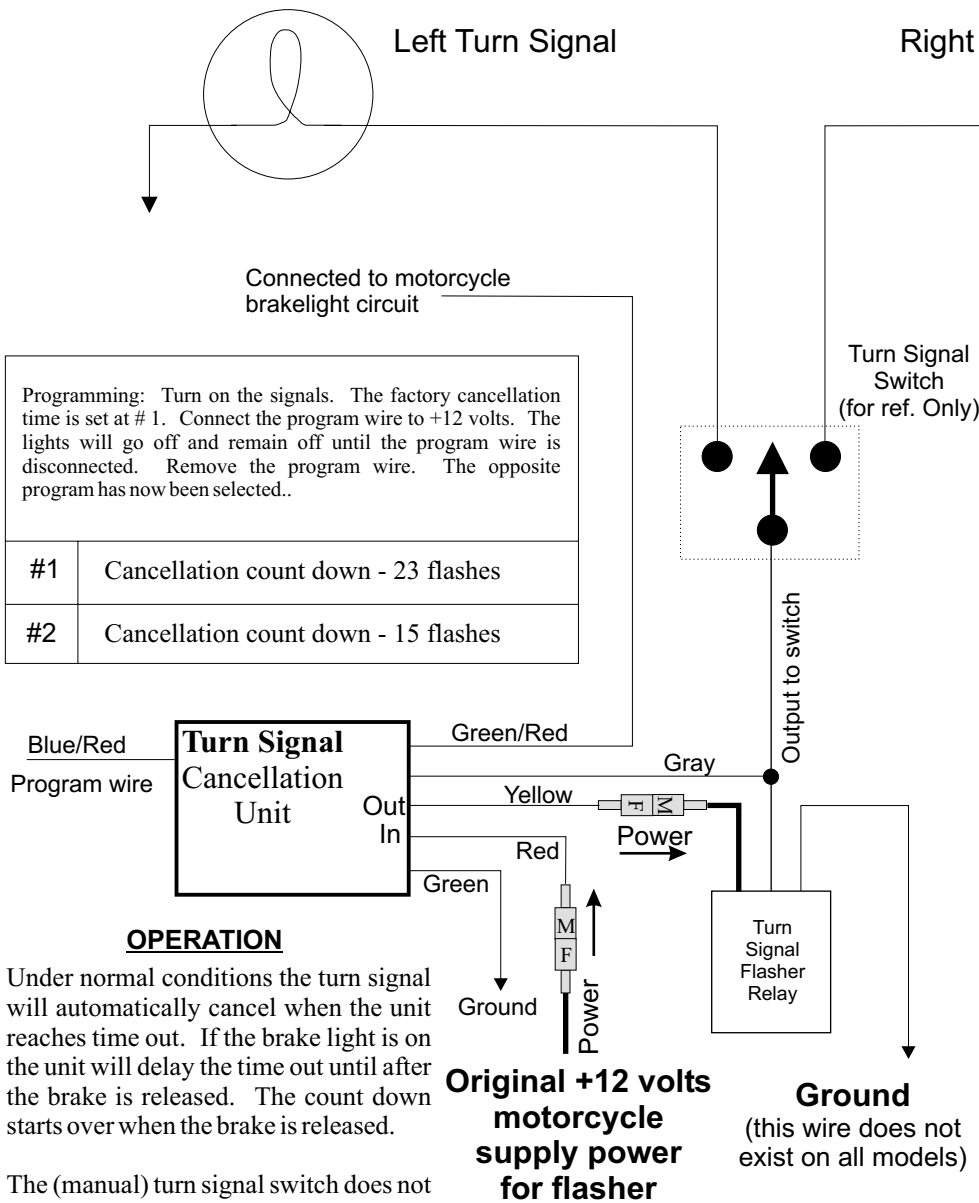 Left Turn Signal
Right
Connected to motorcycle
brakelight circuit
Turn Signal
Switch
(for ref. Only)
Programming: Turn on the signals. The factory cancellation
time is set at # 1. Connect the program wire to +12 volts. The
lights will go off and remain off until the program wire is
disconnected. Remove the program wire. The opposite
program has now been selected..
#1 Cancellation count down - 23 flashes
#2 Cancellation count down - 15 flashes
Output to switch
Blue/Red
Program wire
Turn Signal
Cancellation
Unit
Out
In
Green/Red
Gray
Yellow
F M
Power
Red
Green
M
F
Power
Ground
Turn
Signal
Flasher
Relay
OPERATION
Under normal conditions the turn signal
will automatically cancel when the unit
reaches time out. If the brake light is on
the unit will delay the time out until after
the brake is released. The count down
starts over when the brake is released.
The (manual) turn signal switch does not
Original +12 volts
motorcycle
supply power
for flasher
Ground
(this wire does not
exist on all models)